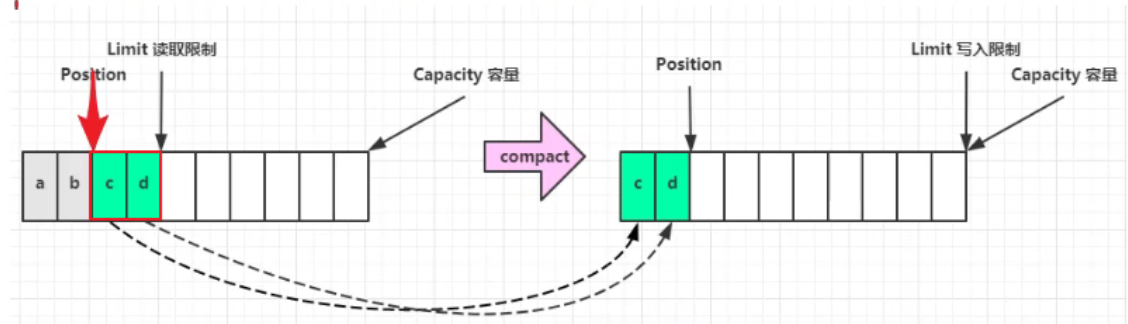 Limit 读取限制
Position
Capacity 容量
a b c d
compact
Position
Limit 写入限制
Capacity 容量
c d